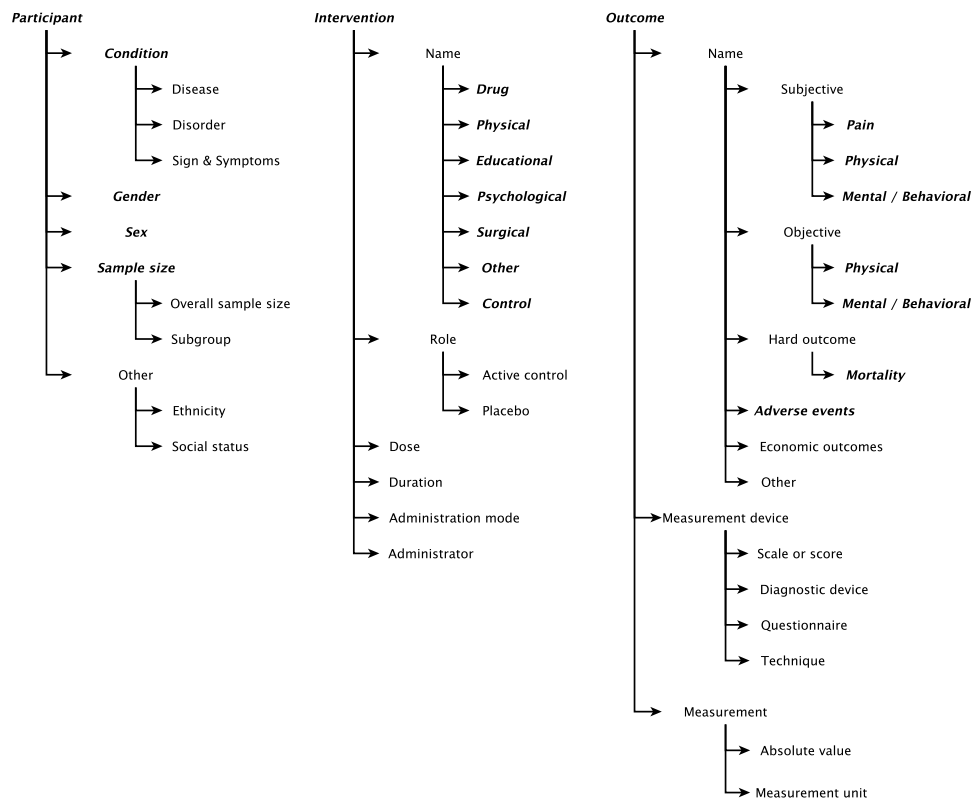 Participant
Condition
Disease
Disorder
Sign & Symptoms
Gender
Sex
Sample size
Overall sample size
Subgroup
Other
Ethnicity
Social status
Intervention
Name
Drug
Physical
Educational
Psychological
Surgical
Other
Control
Role
Active control
Placebo
Dose
Duration
Administration mode
Administrator
Outcome
Name
Subjective
Pain
Physical
Mental / Behavioral
Objective
Physical
Mental / Behavioral
Hard outcome
Mortality
Adverse events
Economic outcomes
Other
Measurement device
Scale or score
Diagnostic device
Questionnaire
Technique
Measurement
Absolute value
Measurement unit